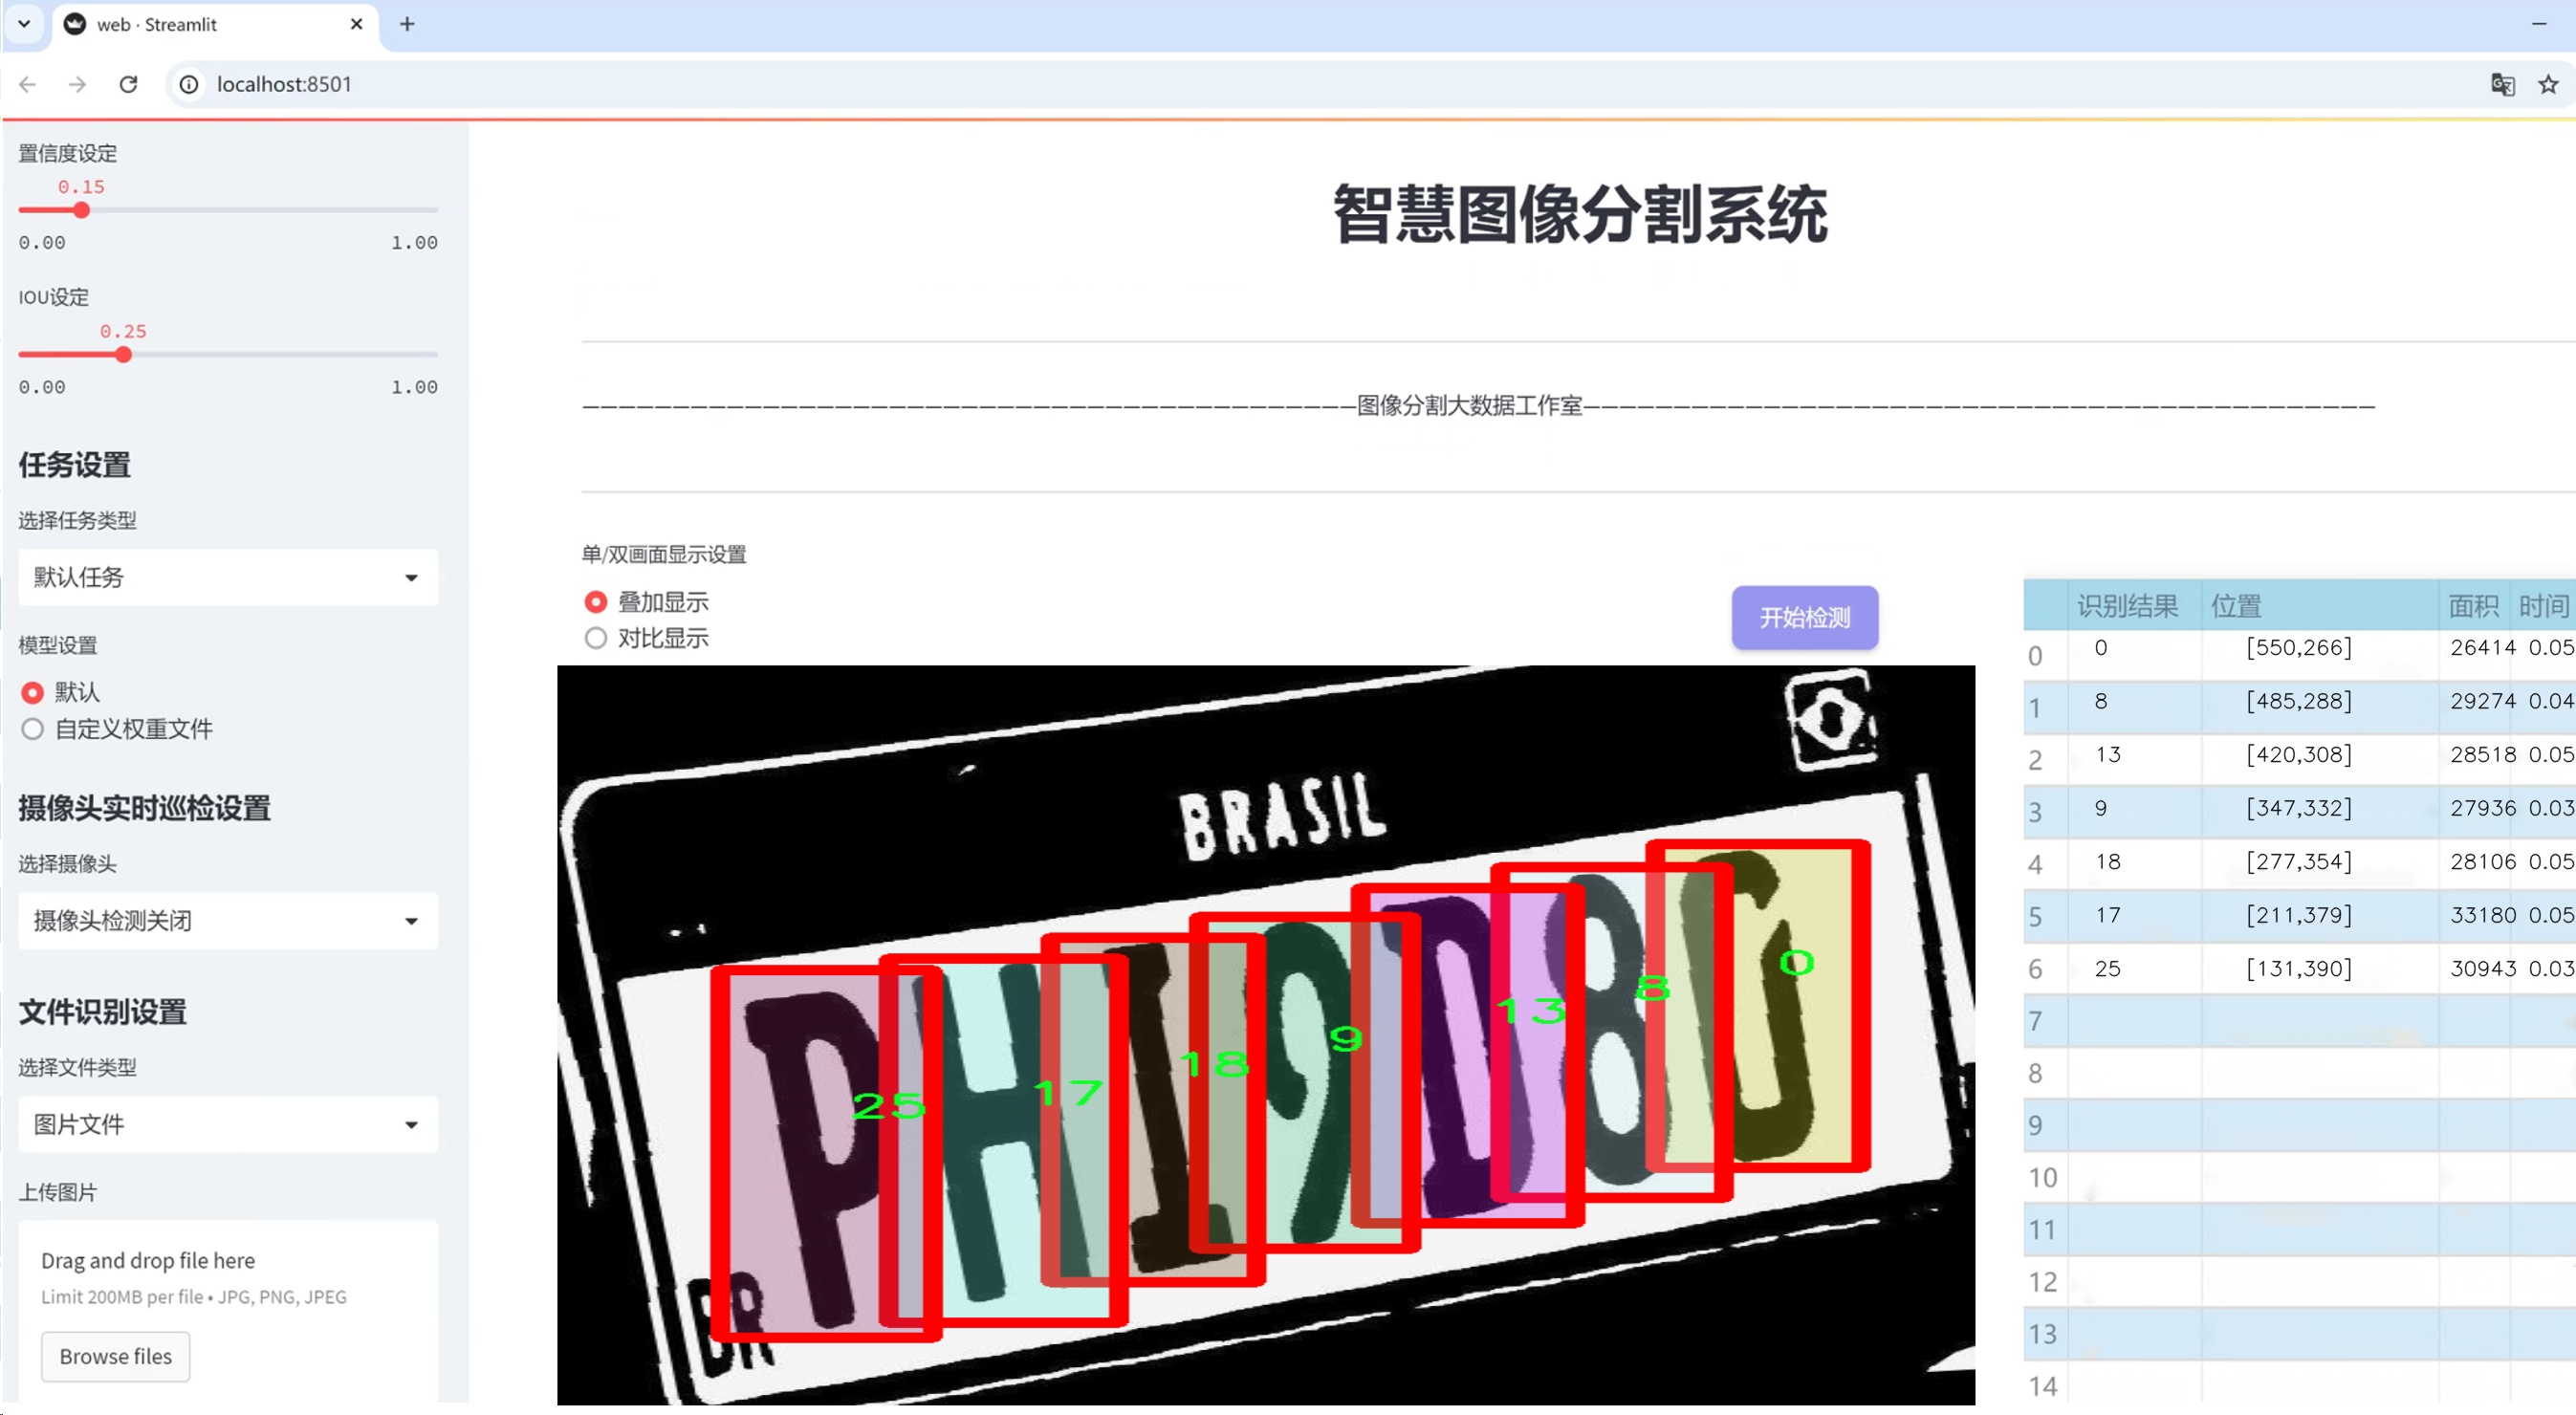 web · Streamlit
localhost:8501
置信度设定
0.15
0.00 1.00
IOU设定
0.25
0.00 1.00
任务设置
选择任务类型
默认任务
模型设置
默认
自定义权重文件
摄像头实时巡检设置
选择摄像头
摄像头检测关闭
文件识别设置
选择文件类型
图片文件
上传图片
Drag and drop file here
Limit 200MB per file • JPG, PNG, JPEG
Browse files
智慧图像分割系统
图像分割大数据工作室
单/双画面显示设置
叠加显示
对比显示
开始检测
BRASIL
PHI9D8G
BR
25 17 18 9 13 8 0
识别结果 位置 面积 时间
0 0 [550,266] 26414 0.05
1 8 [485,288] 29274 0.04
2 13 [420,308] 28518 0.05
3 9 [347,332] 27936 0.03
4 18 [277,354] 28106 0.05
5 17 [211,379] 33180 0.05
6 25 [131,390] 30943 0.03
7
8
9
10
11
12
13
14